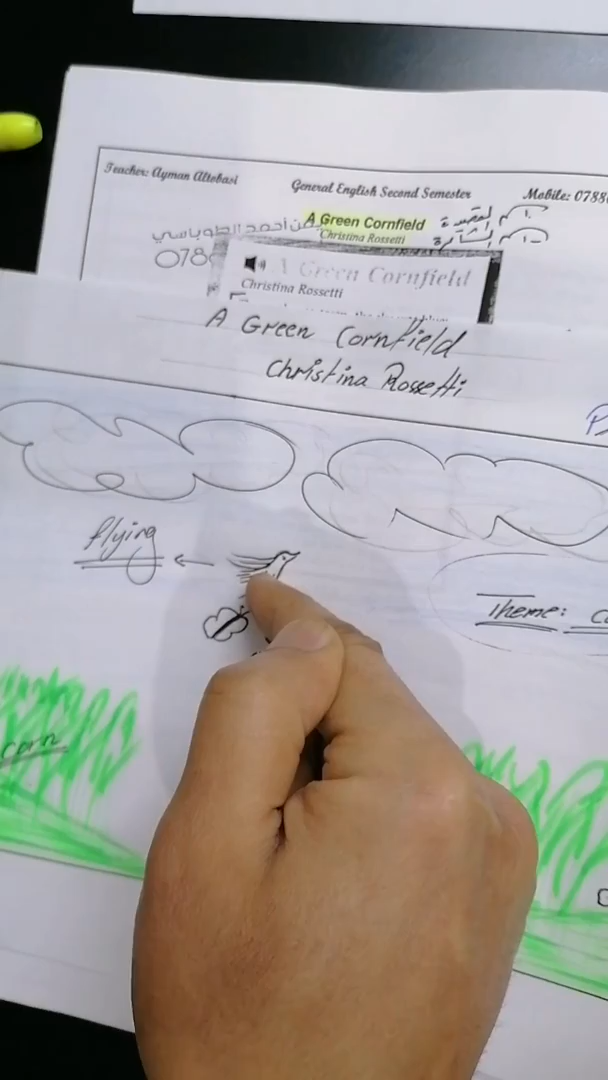 Teacher: Ayman Altobasi
General English Second Semester
Mobile: 0788
A Green Cornfield
Christina Rossetti
078
A Green Cornfield
Christina Rossetti
A Green Cornfield
Christina Rossetti
flying
Theme:
corn